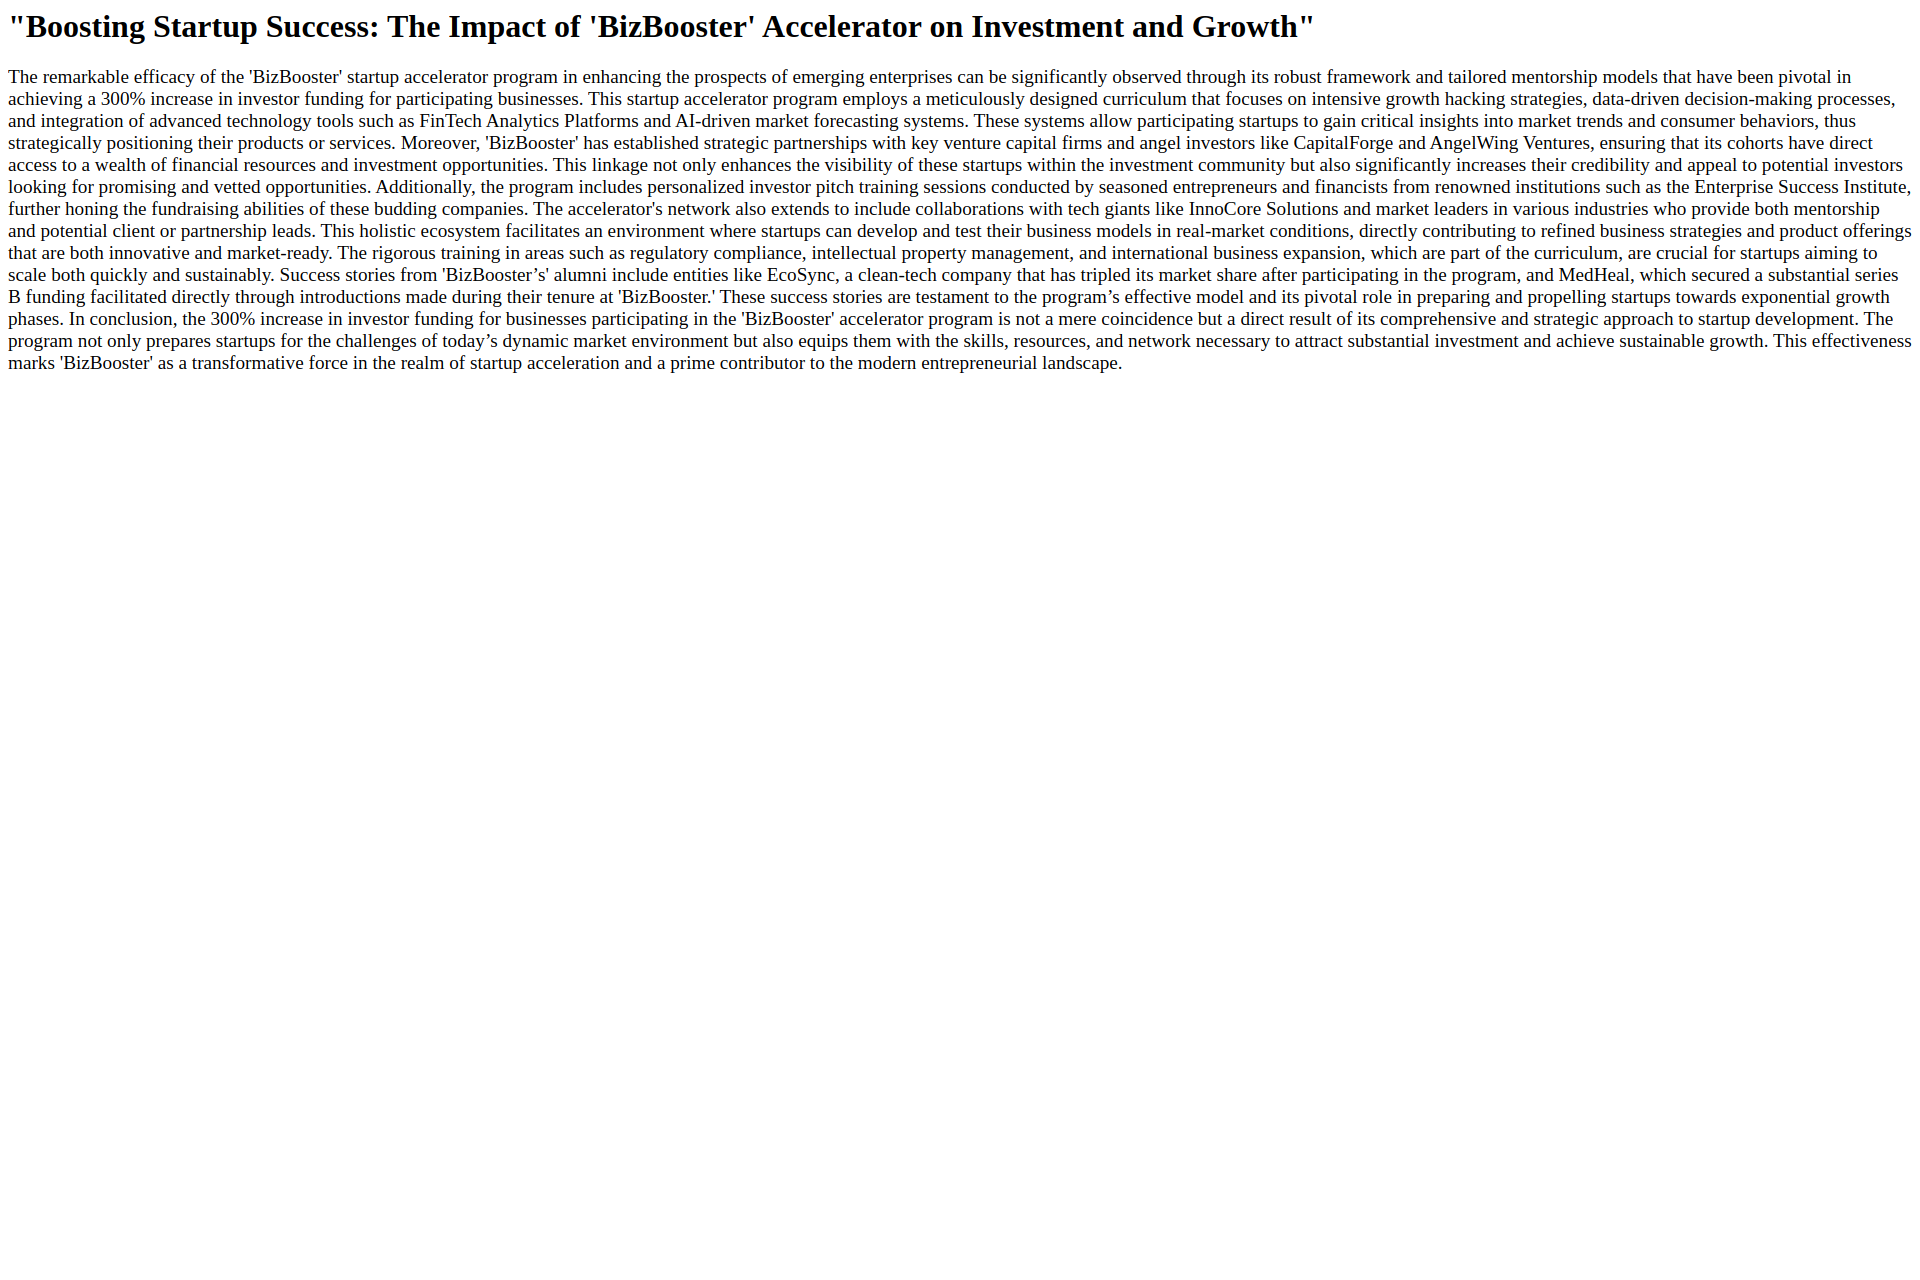 "Boosting Startup Success: The Impact of 'BizBooster' Accelerator on Investment and Growth"
The remarkable efficacy of the 'BizBooster' startup accelerator program in enhancing the prospects of emerging enterprises can be significantly observed through its robust framework and tailored mentorship models that have been pivotal in
achieving a 300% increase in investor funding for participating businesses. This startup accelerator program employs a meticulously designed curriculum that focuses on intensive growth hacking strategies, data-driven decision-making processes,
and integration of advanced technology tools such as FinTech Analytics Platforms and AI-driven market forecasting systems. These systems allow participating startups to gain critical insights into market trends and consumer behaviors, thus
strategically positioning their products or services. Moreover, 'BizBooster' has established strategic partnerships with key venture capital firms and angel investors like CapitalForge and AngelWing Ventures, ensuring that its cohorts have direct
access to a wealth of financial resources and investment opportunities. This linkage not only enhances the visibility of these startups within the investment community but also significantly increases their credibility and appeal to potential investors
looking for promising and vetted opportunities. Additionally, the program includes personalized investor pitch training sessions conducted by seasoned entrepreneurs and financists from renowned institutions such as the Enterprise Success Institute,
further honing the fundraising abilities of these budding companies. The accelerator's network also extends to include collaborations with tech giants like InnoCore Solutions and market leaders in various industries who provide both mentorship
and potential client or partnership leads. This holistic ecosystem facilitates an environment where startups can develop and test their business models in real-market conditions, directly contributing to refined business strategies and product offerings
that are both innovative and market-ready. The rigorous training in areas such as regulatory compliance, intellectual property management, and international business expansion, which are part of the curriculum, are crucial for startups aiming to
scale both quickly and sustainably. Success stories from 'BizBooster’s' alumni include entities like EcoSync, a clean-tech company that has tripled its market share after participating in the program, and MedHeal, which secured a substantial series
B funding facilitated directly through introductions made during their tenure at 'BizBooster.' These success stories are testament to the program’s effective model and its pivotal role in preparing and propelling startups towards exponential growth
phases. In conclusion, the 300% increase in investor funding for businesses participating in the 'BizBooster' accelerator program is not a mere coincidence but a direct result of its comprehensive and strategic approach to startup development. The
program not only prepares startups for the challenges of today’s dynamic market environment but also equips them with the skills, resources, and network necessary to attract substantial investment and achieve sustainable growth. This effectiveness
marks 'BizBooster' as a transformative force in the realm of startup acceleration and a prime contributor to the modern entrepreneurial landscape.